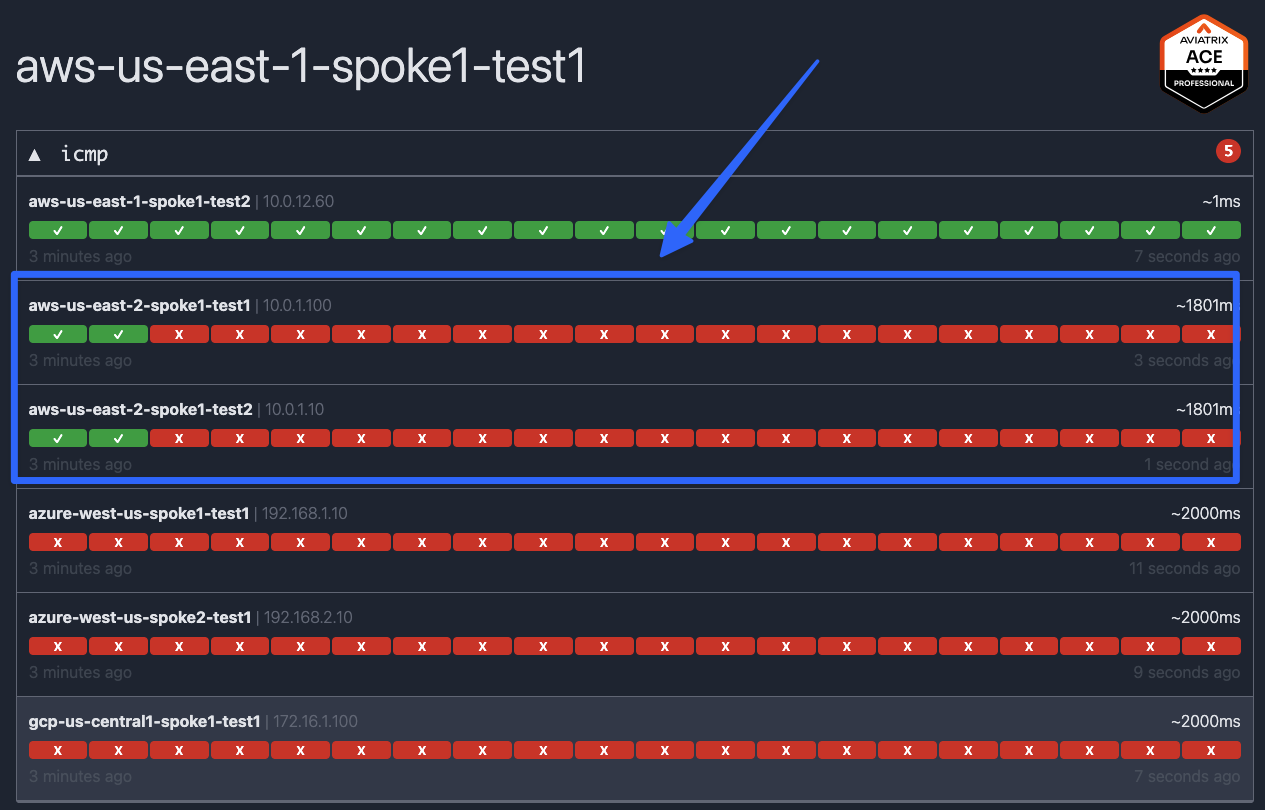 AVIATRIX
ACE
PROFESSIONAL
aws-us-east-1-spoke1-test1
▲ icmp 5
aws-us-east-1-spoke1-test2 | 10.0.12.60 ~1ms
✓ ✓ ✓ ✓ ✓ ✓ ✓ ✓ ✓ ✓ ✓ ✓ ✓ ✓ ✓ ✓ ✓ ✓ ✓ ✓
3 minutes ago 7 seconds ago
aws-us-east-2-spoke1-test1 | 10.0.1.100 ~1801m
✓ ✓ X X X X X X X X X X X X X X X X X X
3 minutes ago 3 seconds ag
aws-us-east-2-spoke1-test2 | 10.0.1.10 ~1801m
✓ ✓ X X X X X X X X X X X X X X X X X X
3 minutes ago 1 second ag
azure-west-us-spoke1-test1 | 192.168.1.10 ~2000ms
X X X X X X X X X X X X X X X X X X X X
3 minutes ago 11 seconds ago
azure-west-us-spoke2-test1 | 192.168.2.10 ~2000ms
X X X X X X X X X X X X X X X X X X X X
3 minutes ago 9 seconds ago
gcp-us-central1-spoke1-test1 | 172.16.1.100 ~2000ms
X X X X X X X X X X X X X X X X X X X X
3 minutes ago 7 seconds ago